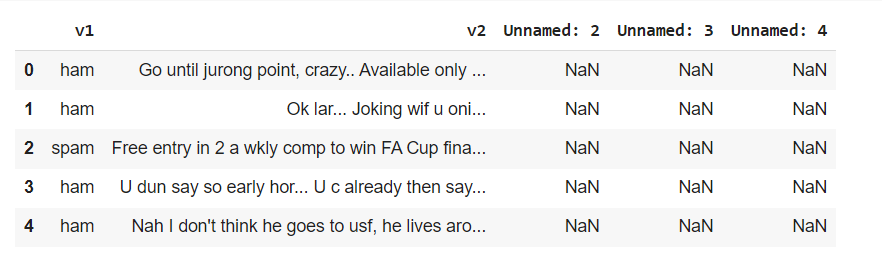 v1 v2 Unnamed: 2 Unnamed: 3 Unnamed: 4
0 ham Go until jurong point, crazy.. Available only ... NaN NaN NaN
1 ham Ok lar... Joking wif u oni... NaN NaN NaN
2 spam Free entry in 2 a wkly comp to win FA Cup fina... NaN NaN NaN
3 ham U dun say so early hor... U c already then say... NaN NaN NaN
4 ham Nah I don't think he goes to usf, he lives aro... NaN NaN NaN